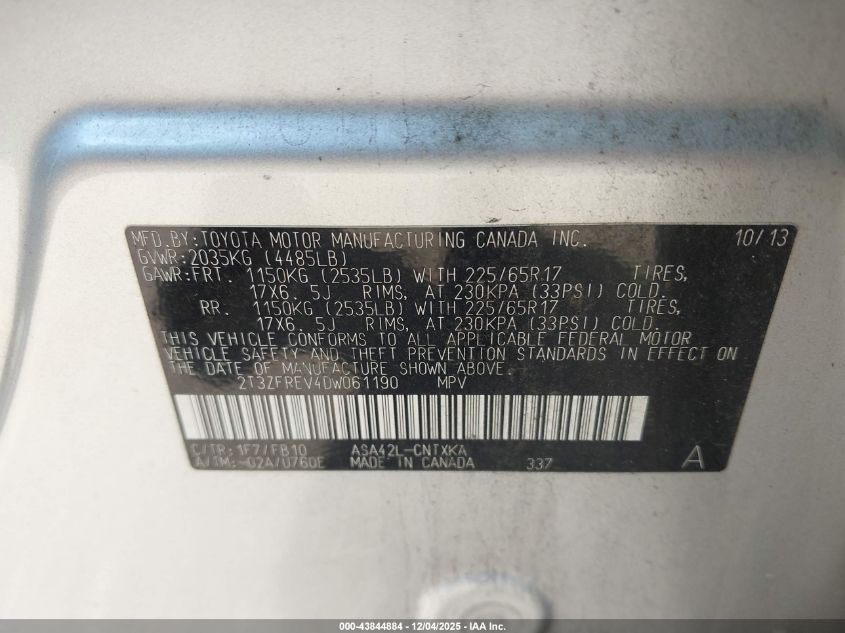 MFD.BY:TOYOTA MOTOR MANUFACTURING CANADA INC. 10/13
GVWR:2035KG (4485LB)
GAWR:FRT. 1150KG (2535LB) WITH 225/65R17 TIRES,
17X6. 5J RIMS, AT 230KPA (33PSI) COLD.
RR. 1150KG (2535LB) WITH 225/65R17 TIRES,
17X6. 5J RIMS, AT 230KPA (33PSI) COLD.
THIS VEHICLE CONFORMS TO ALL APPLICABLE FEDERAL MOTOR
VEHICLE SAFETY AND THEFT PREVENTION STANDARDS IN EFFECT ON
THE DATE OF MANUFACTURE SHOWN ABOVE.
2T3ZFREV4DW061190 MPV
C/TR:1F7/FB10 ASA42L-CNTXKA
A/TM:-02A/U760E MADE IN CANADA 337 A
000-43844884 - 12/04/2025 - IAA Inc.